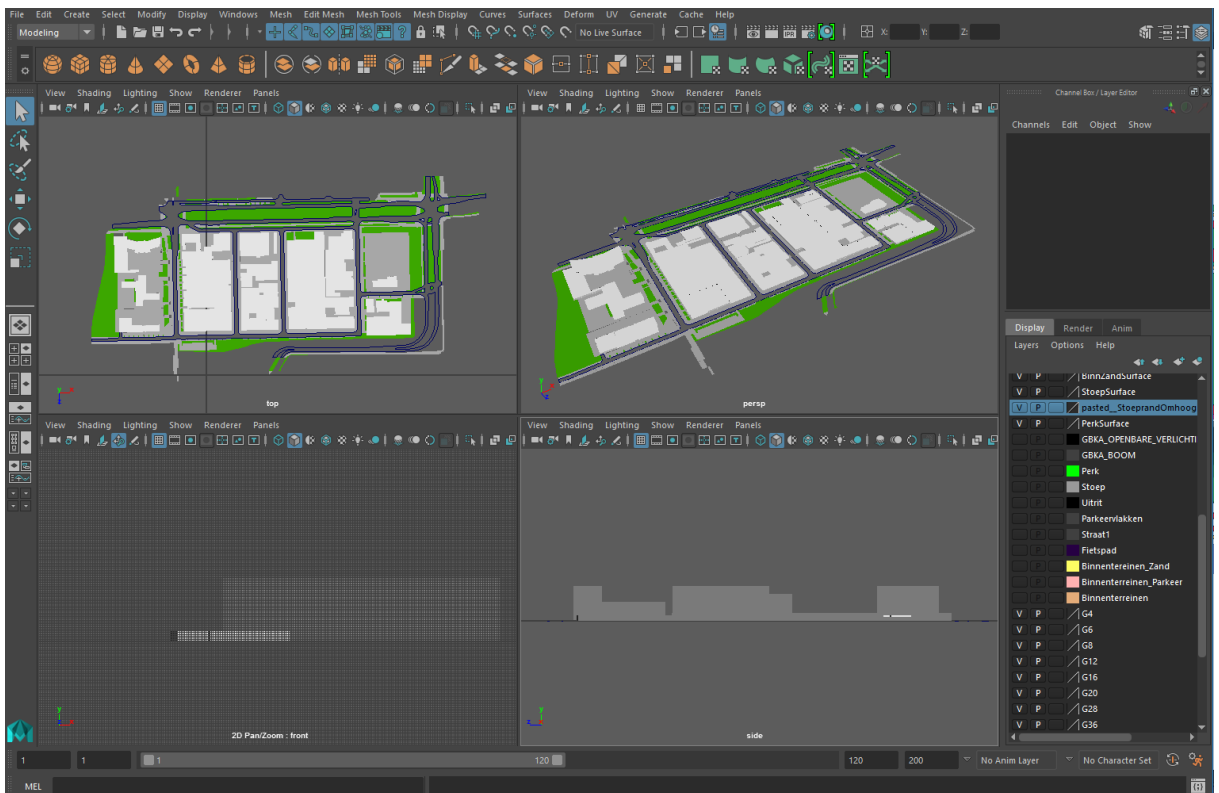 File Edit Create Select Modify Display Windows Mesh Edit Mesh Mesh Tools Mesh Display Curves Surfaces Deform UV Generate Cache Help
Modeling No Live Surface X: Y: Z:
View Shading Lighting Show Renderer Panels
View Shading Lighting Show Renderer Panels
Channel Box / Layer Editor
Channels Edit Object Show
top
persp
View Shading Lighting Show Renderer Panels
View Shading Lighting Show Renderer Panels
2D Pan/Zoom : front
side
Display Render Anim
Layers Options Help
V P BinnZandSurface
V P StoepSurface
V P pasted__StoeprandOmhoog
V P PerkSurface
P GBKA_OPENBARE_VERLICHTI
P GBKA_BOOM
P Perk
P Stoep
P Uitrit
P Parkeervlakken
P Straat1
P Fietspad
P Binnentereinen_Zand
P Binnenterreinen_Parkeer
P Binnenterreinen
V P G4
V P G6
V P G8
V P G12
V P G16
V P G20
V P G28
V P G36
1 1 1 120 120 200 No Anim Layer No Character Set
MEL